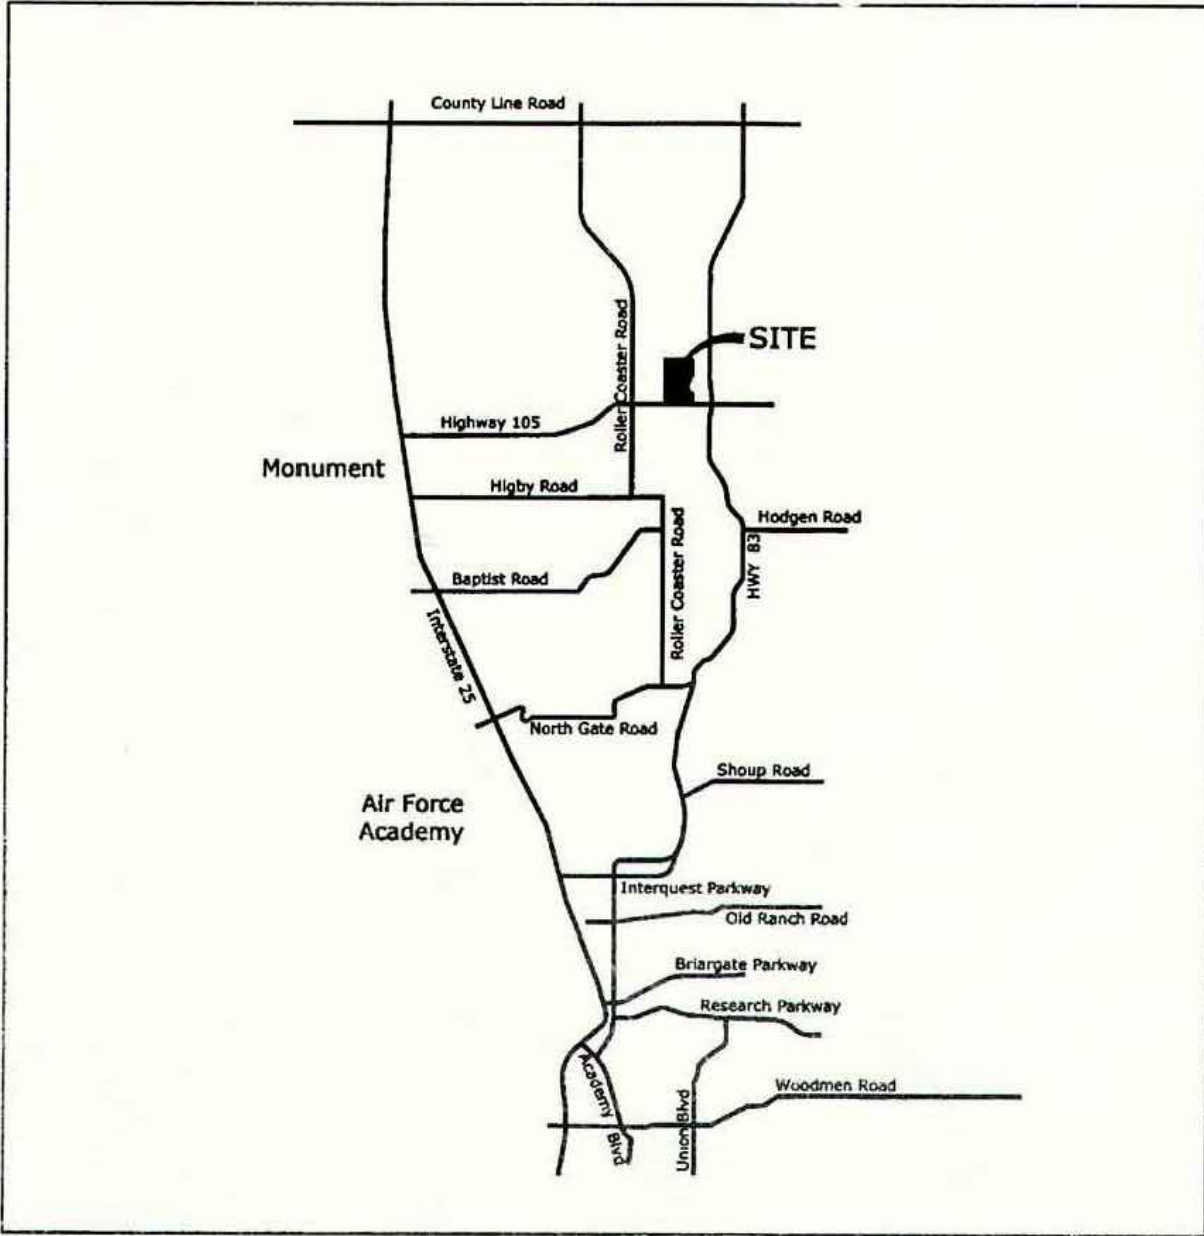 County Line Road
Roller Coaster Road
SITE
Highway 105
Monument
Higby Road
Hodgen Road
HWY 83
Roller Coaster Road
Baptist Road
Interstate 25
North Gate Road
Shoup Road
Air Force
Academy
Interquest Parkway
Old Ranch Road
Briargate Parkway
Research Parkway
Academy Blvd
Woodmen Road
Union Blvd